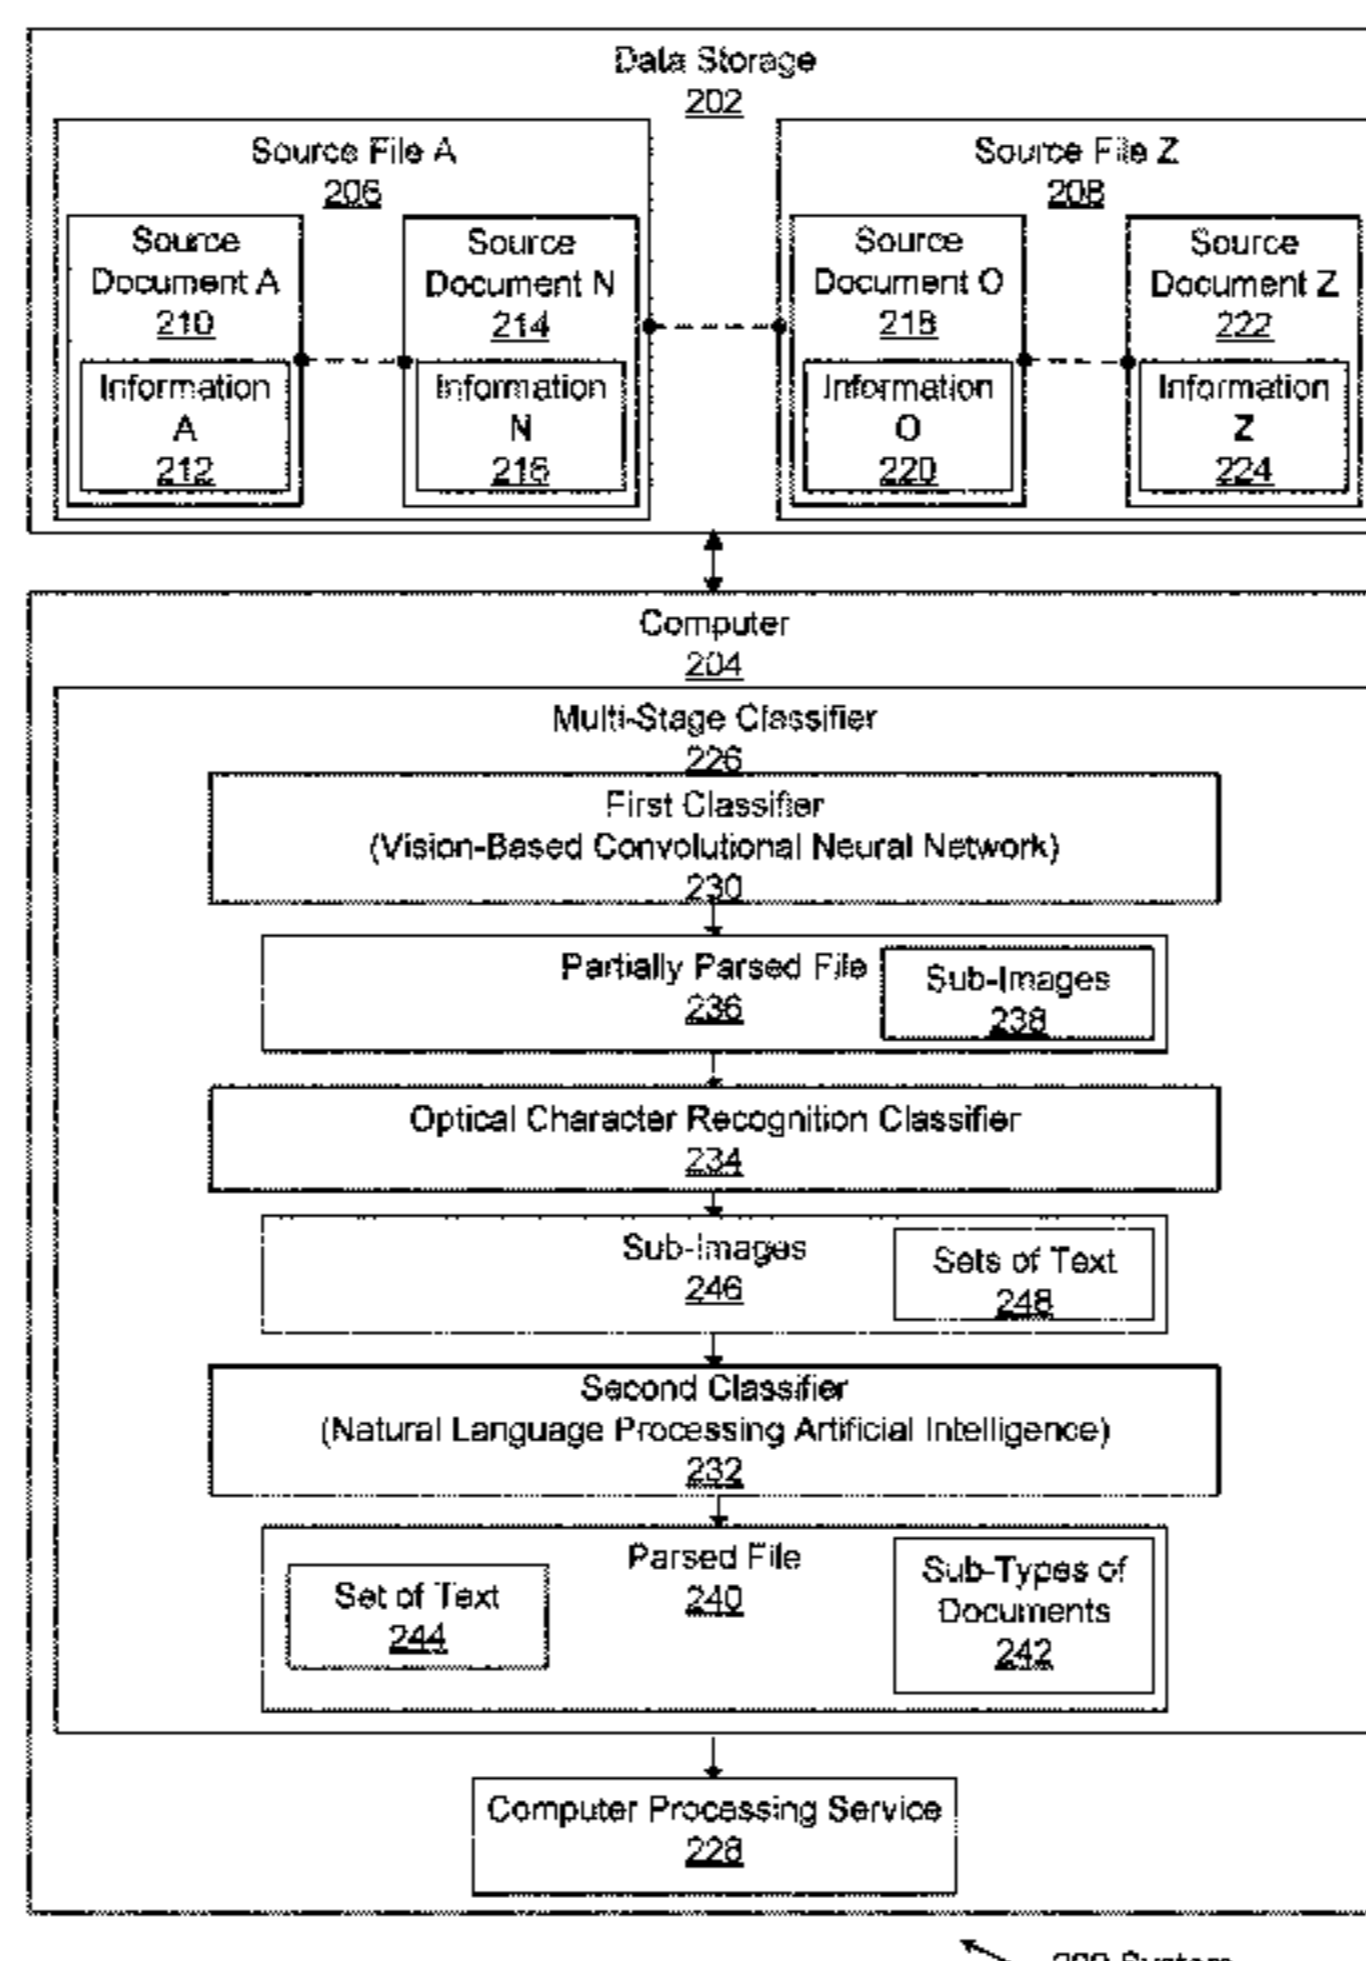 Data Storage
202
Source File A
206
Source Document A
210
Information A
212
Source Document N
214
Information N
216
Source File Z
208
Source Document O
218
Information O
220
Source Document Z
222
Information Z
224
Computer
204
Multi-Stage Classifier
226
First Classifier
(Vision-Based Convolutional Neural Network)
230
Partially Parsed File
236
Sub-Images
238
Optical Character Recognition Classifier
234
Sub-Images
246
Sets of Text
248
Second Classifier
(Natural Language Processing Artificial Intelligence)
232
Parsed File
240
Set of Text
244
Sub-Types of
Documents
242
Computer Processing Service
228
System